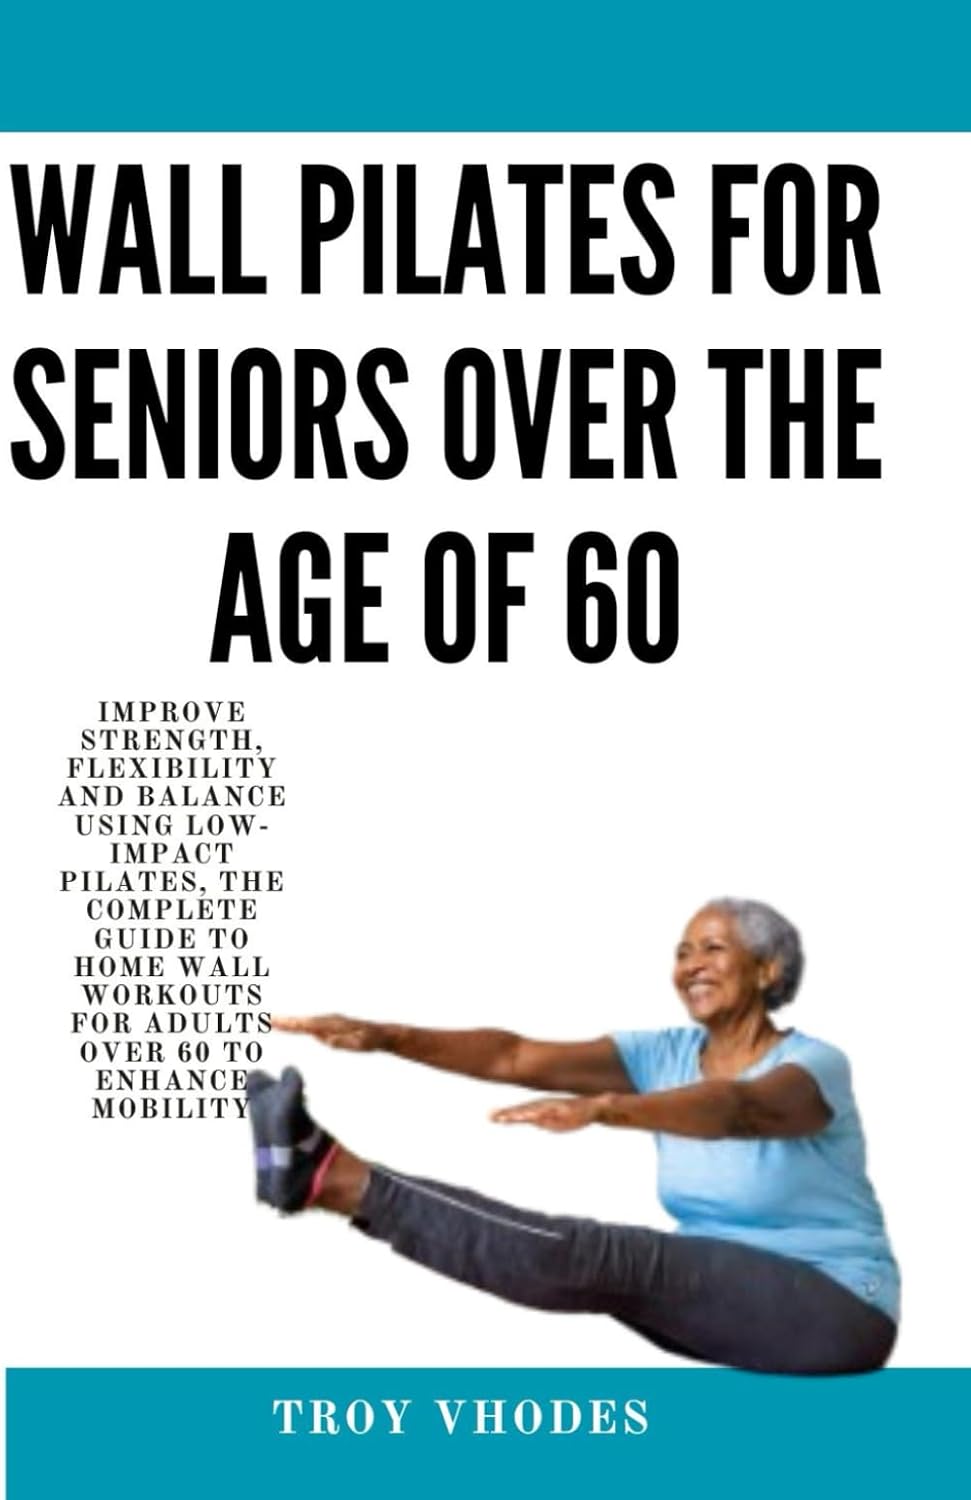 WALL PILATES FOR
SENIORS OVER THE
AGE OF 60
IMPROVE
STRENGTH,
FLEXIBILITY
AND BALANCE
USING LOW-
IMPACT
PILATES, THE
COMPLETE
GUIDE TO
HOME WALL
WORKOUTS
FOR ADULTS
OVER 60 TO
ENHANCE
MOBILITY
TROY VHODES